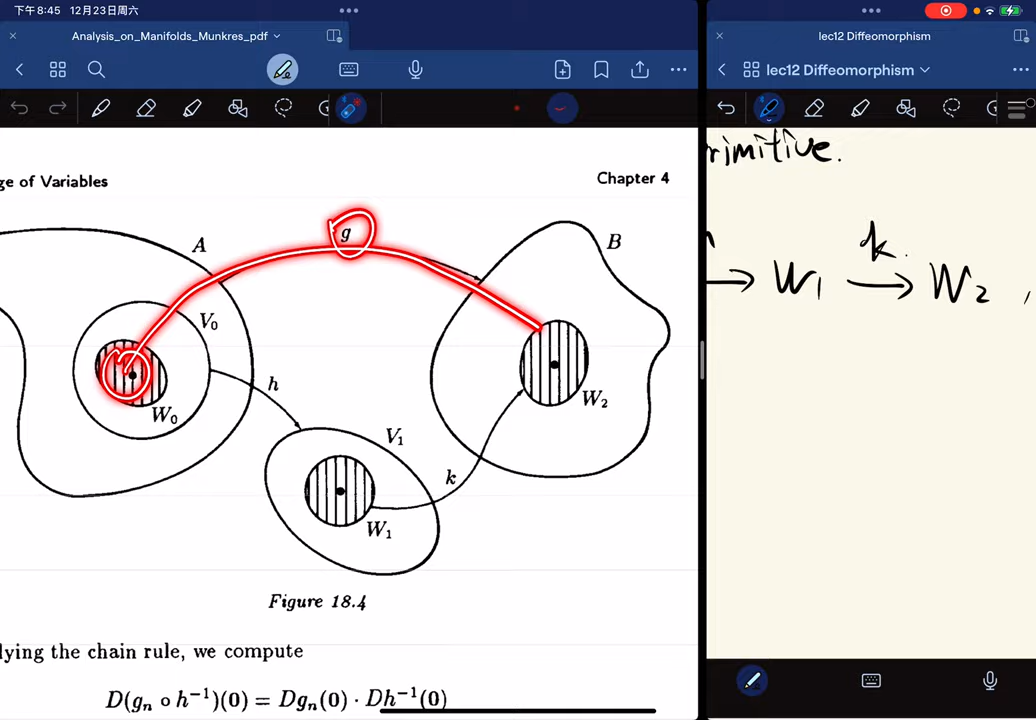 下午8:45 12月23日周六
Analysis_on_Manifolds_Munkres_pdf
lec12 Diffeomorphism
lec12 Diffeomorphism
ge of Variables
Chapter 4
rimitive.
A
g
B
V₀
W₀
h
V₁
W₁
k
W₂
k
→ W₁ → W₂ ,
Figure 18.4
lying the chain rule, we compute
D(gₙ ∘ h⁻¹)(0) = Dgₙ(0) · Dh⁻¹(0)